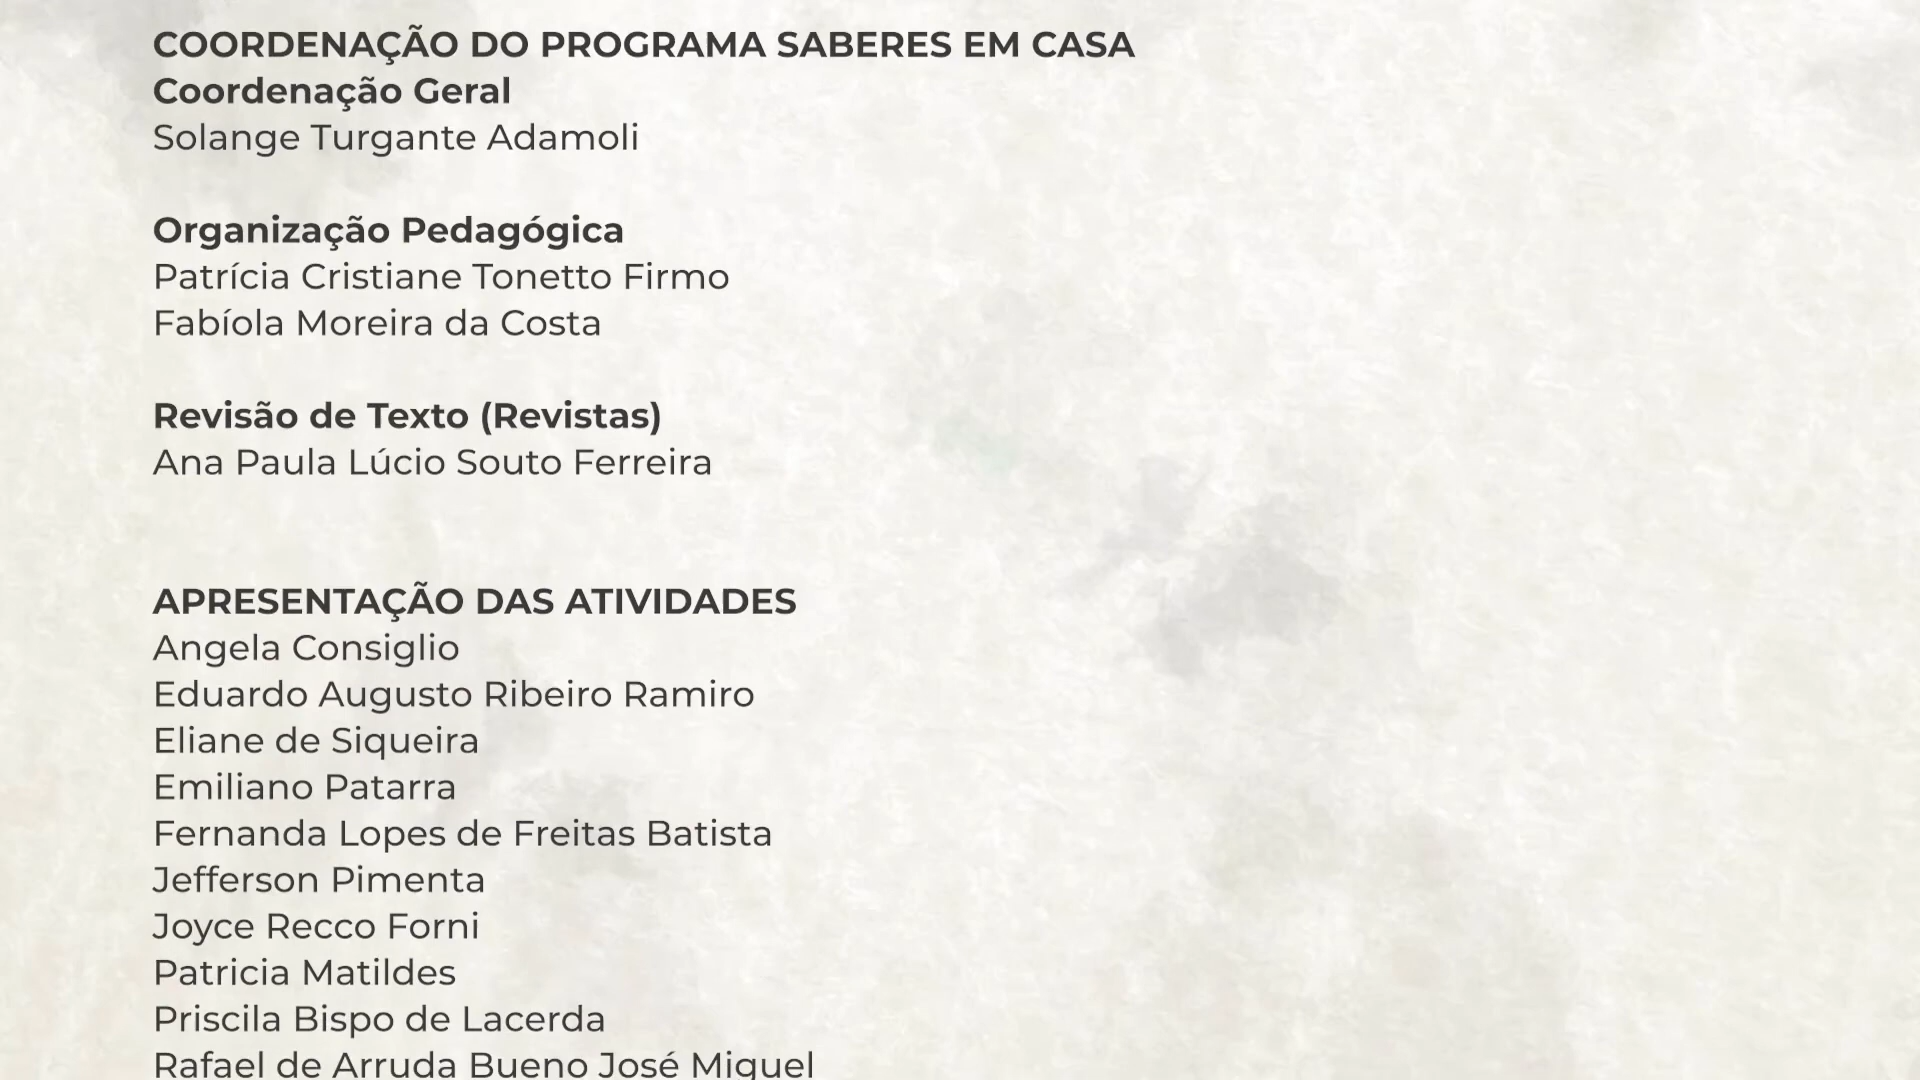 COORDENAÇÃO DO PROGRAMA SABERES EM CASA
Coordenação Geral
Solange Turgante Adamoli
Organização Pedagógica
Patrícia Cristiane Tonetto Firmo
Fabíola Moreira da Costa
Revisão de Texto (Revistas)
Ana Paula Lúcio Souto Ferreira
APRESENTAÇÃO DAS ATIVIDADES
Angela Consiglio
Eduardo Augusto Ribeiro Ramiro
Eliane de Siqueira
Emiliano Patarra
Fernanda Lopes de Freitas Batista
Jefferson Pimenta
Joyce Recco Forni
Patricia Matildes
Priscila Bispo de Lacerda
Rafael de Arruda Bueno José Miguel